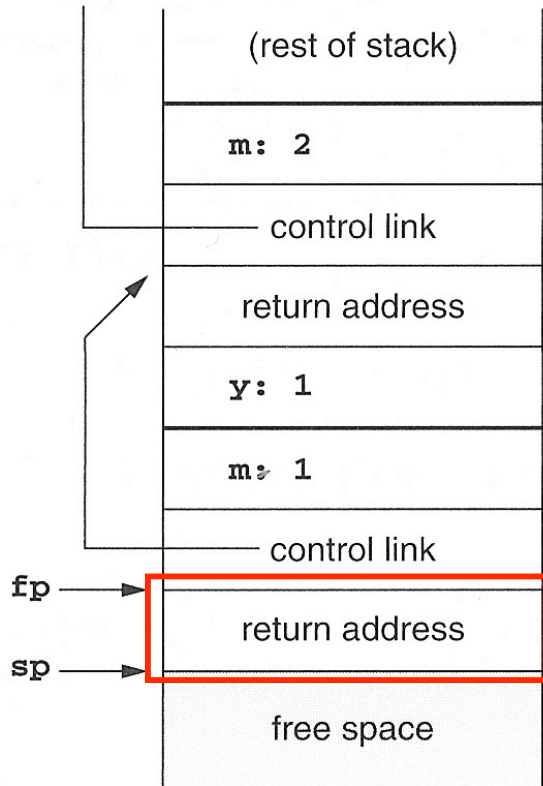 (rest of stack)
m: 2
control link
return address
y: 1
m: 1
control link
fp
return address
sp
free space